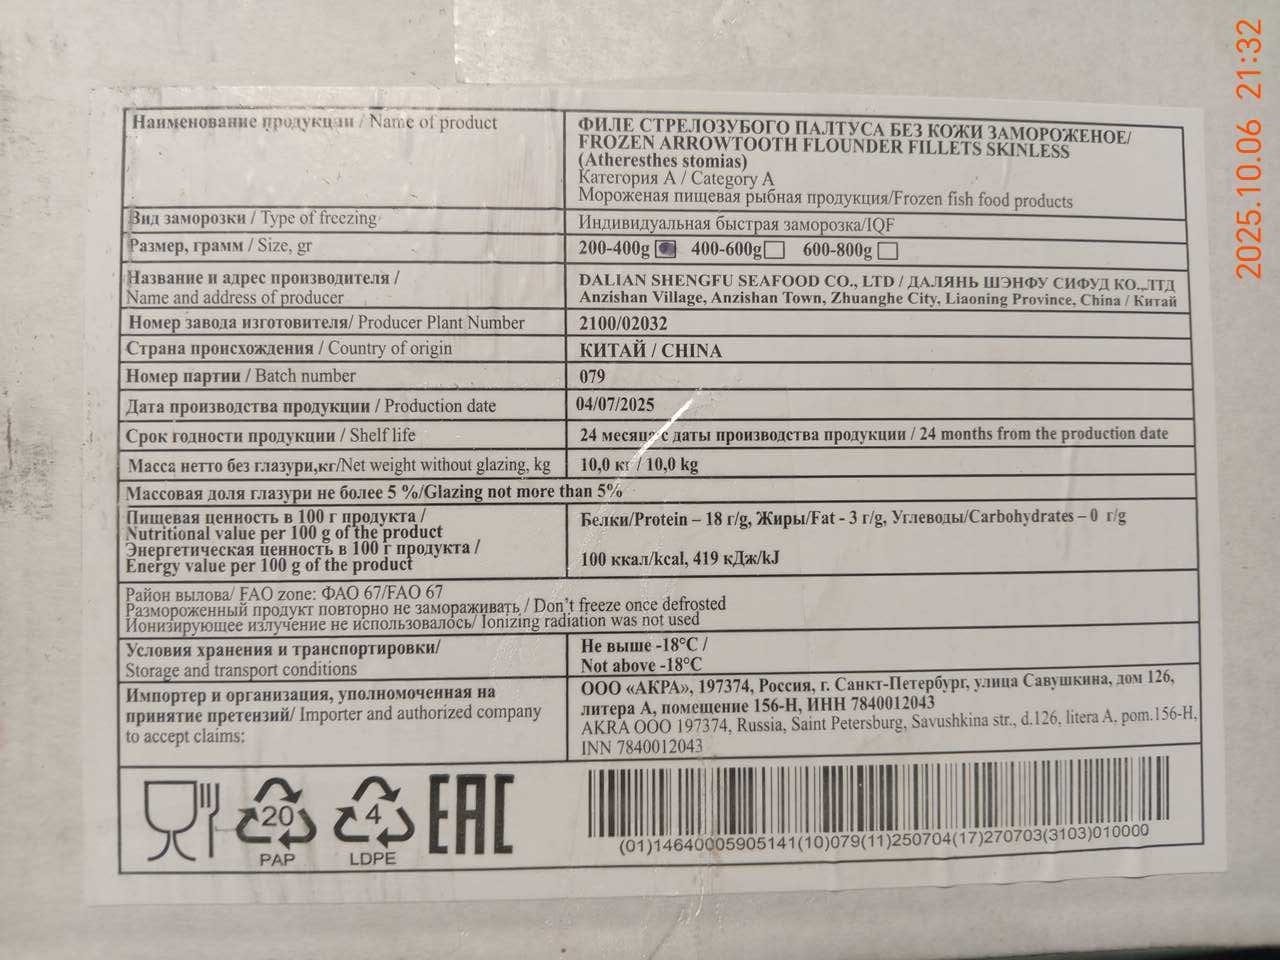 Наименование продукции / Name of product
ФИЛЕ СТРЕЛОЗУБОГО ПАЛТУСА БЕЗ КОЖИ ЗАМОРОЖЕНОЕ/
FROZEN ARROWTOOTH FLOUNDER FILLETS SKINLESS
(Atheresthes stomias)
Категория А / Category A
Мороженая пищевая рыбная продукция/Frozen fish food products
Вид заморозки / Type of freezing
Индивидуальная быстрая заморозка/IQF
Размер, грамм / Size, gr
200-400g 400-600g 600-800g
Название и адрес производителя /
Name and address of producer
DALIAN SHENGFU SEAFOOD CO., LTD / ДАЛЯНЬ ШЭНФУ СИФУД КО.,ЛТД
Anzishan Village, Anzishan Town, Zhuanghe City, Liaoning Province, China / Китай
Номер завода изготовителя/ Producer Plant Number
2100/02032
Страна происхождения / Country of origin
КИТАЙ / CHINA
Номер партии / Batch number
079
Дата производства продукции / Production date
04/07/2025
Срок годности продукции / Shelf life
24 месяца с даты производства продукции / 24 months from the production date
Масса нетто без глазури,кг/Net weight without glazing, kg
10,0 кг / 10,0 kg
Массовая доля глазури не более 5 %/Glazing not more than 5%
Пищевая ценность в 100 г продукта /
Nutritional value per 100 g of the product
Энергетическая ценность в 100 г продукта /
Energy value per 100 g of the product
Белки/Protein – 18 г/g, Жиры/Fat - 3 г/g, Углеводы/Carbohydrates – 0 г/g
100 ккал/kcal, 419 кДж/kJ
Район вылова/ FAO zone: ФАО 67/FAO 67
Размороженный продукт повторно не замораживать / Don't freeze once defrosted
Ионизирующее излучение не использовалось/ Ionizing radiation was not used
Условия хранения и транспортировки/
Storage and transport conditions
Не выше -18°C /
Not above -18°C
Импортер и организация, уполномоченная на
принятие претензий/ Importer and authorized company
to accept claims:
ООО «АКРА», 197374, Россия, г. Санкт-Петербург, улица Савушкина, дом 126,
литера А, помещение 156-Н, ИНН 7840012043
AKRA OOO 197374, Russia, Saint Petersburg, Savushkina str., d.126, litera A, pom.156-H,
INN 7840012043
20
PAP
4
LDPE
EAC
(01)14640005905141(10)079(11)250704(17)270703(3103)010000
2025.10.06 21:32